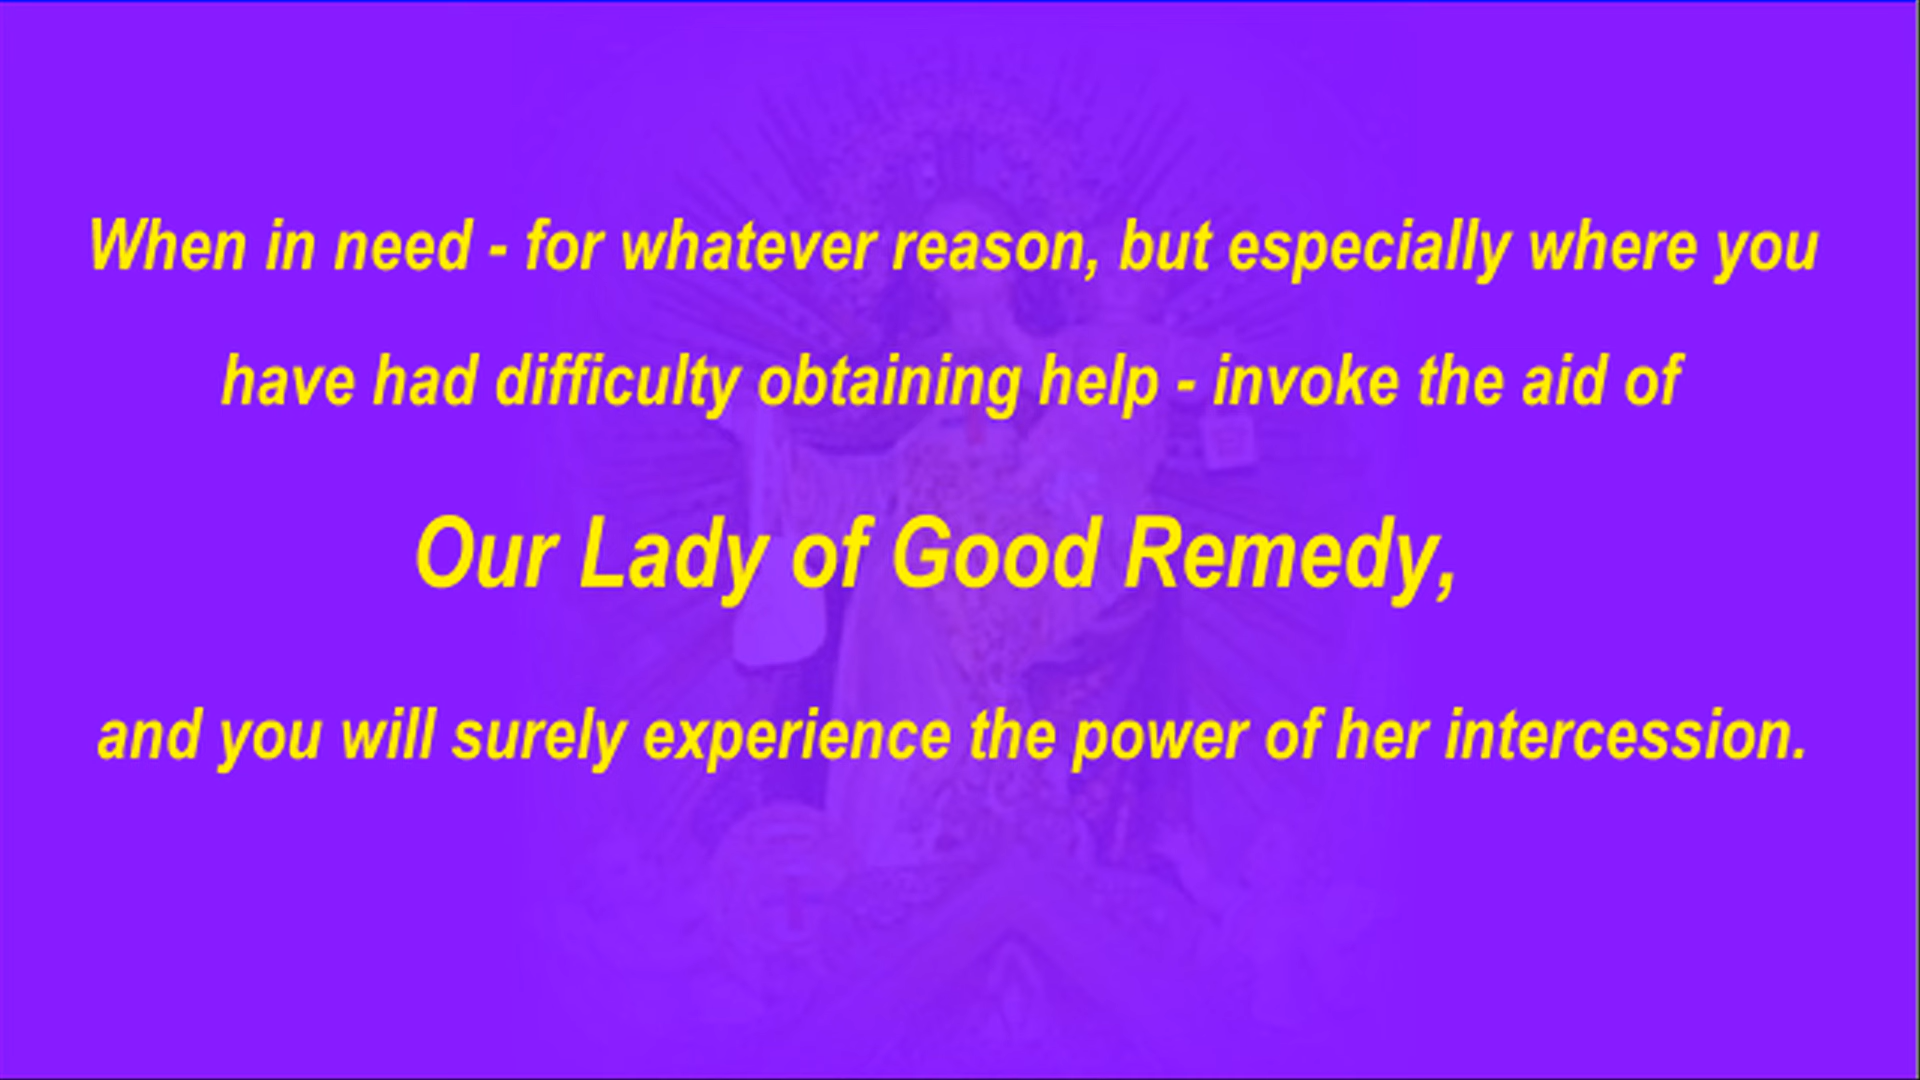 When in need - for whatever reason, but especially where you
have had difficulty obtaining help - invoke the aid of
Our Lady of Good Remedy,
and you will surely experience the power of her intercession.